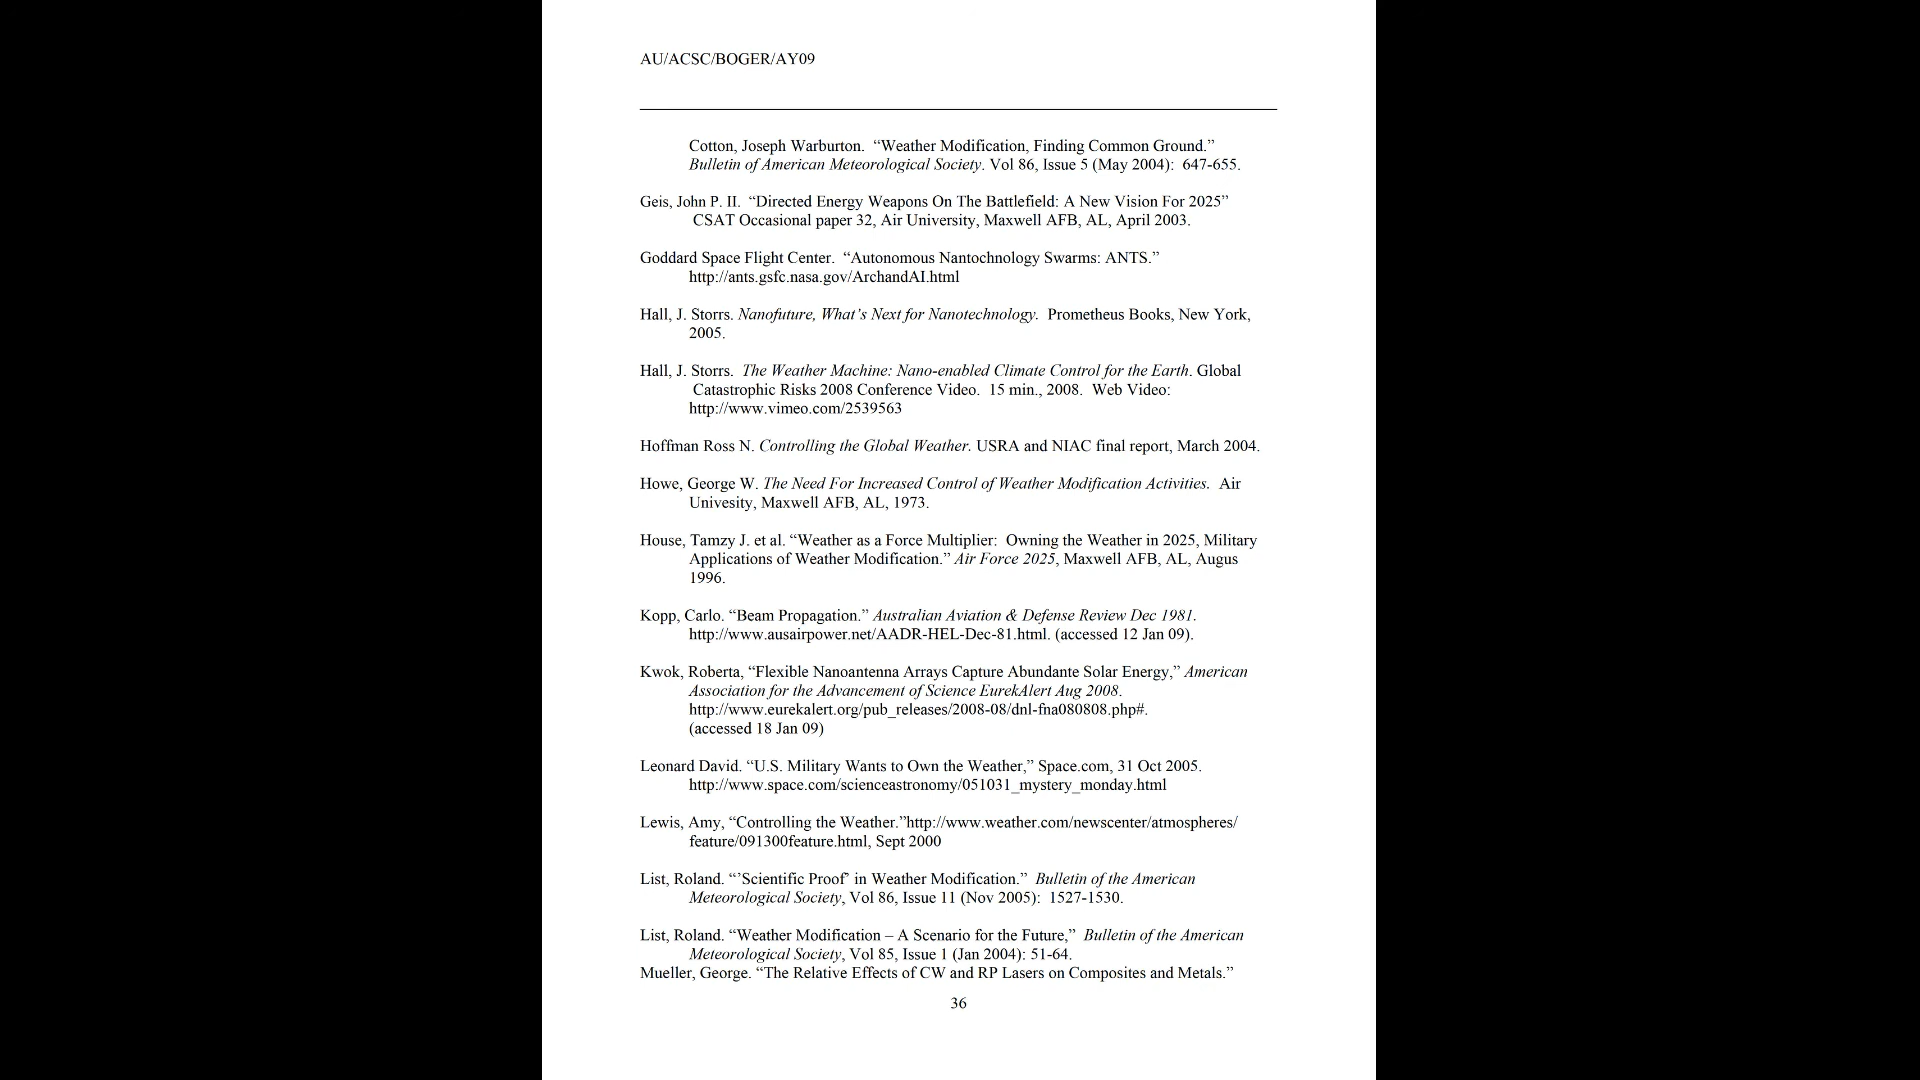 AU/ACSC/BOGER/AY09
Cotton, Joseph Warburton.  “Weather Modification, Finding Common Ground.”
Bulletin of American Meteorological Society. Vol 86, Issue 5 (May 2004):  647-655.
Geis, John P. II.  “Directed Energy Weapons On The Battlefield: A New Vision For 2025”
CSAT Occasional paper 32, Air University, Maxwell AFB, AL, April 2003.
Goddard Space Flight Center.  “Autonomous Nantochnology Swarms: ANTS.”
http://ants.gsfc.nasa.gov/ArchandAI.html
Hall, J. Storrs. Nanofuture, What’s Next for Nanotechnology.  Prometheus Books, New York,
2005.
Hall, J. Storrs.  The Weather Machine: Nano-enabled Climate Control for the Earth. Global
Catastrophic Risks 2008 Conference Video.  15 min., 2008.  Web Video:
http://www.vimeo.com/2539563
Hoffman Ross N. Controlling the Global Weather. USRA and NIAC final report, March 2004.
Howe, George W. The Need For Increased Control of Weather Modification Activities.  Air
Univesity, Maxwell AFB, AL, 1973.
House, Tamzy J. et al. “Weather as a Force Multiplier:  Owning the Weather in 2025, Military
Applications of Weather Modification.” Air Force 2025, Maxwell AFB, AL, Augus
1996.
Kopp, Carlo. “Beam Propagation.” Australian Aviation & Defense Review Dec 1981.
http://www.ausairpower.net/AADR-HEL-Dec-81.html. (accessed 12 Jan 09).
Kwok, Roberta, “Flexible Nanoantenna Arrays Capture Abundante Solar Energy,” American
Association for the Advancement of Science EurekAlert Aug 2008.
http://www.eurekalert.org/pub_releases/2008-08/dnl-fna080808.php#.
(accessed 18 Jan 09)
Leonard David. “U.S. Military Wants to Own the Weather,” Space.com, 31 Oct 2005.
http://www.space.com/scienceastronomy/051031_mystery_monday.html
Lewis, Amy, “Controlling the Weather.”http://www.weather.com/newscenter/atmospheres/
feature/091300feature.html, Sept 2000
List, Roland. “’Scientific Proof’ in Weather Modification.”  Bulletin of the American
Meteorological Society, Vol 86, Issue 11 (Nov 2005):  1527-1530.
List, Roland. “Weather Modification – A Scenario for the Future,”  Bulletin of the American
Meteorological Society, Vol 85, Issue 1 (Jan 2004): 51-64.
Mueller, George. “The Relative Effects of CW and RP Lasers on Composites and Metals.”
36